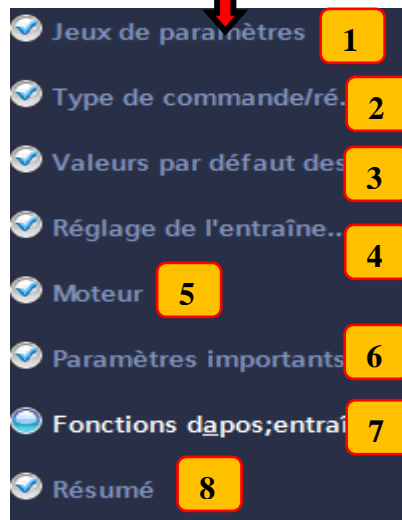 Jeux de paramètres 1
Type de commande/ré. 2
Valeurs par défaut des 3
Réglage de l'entraîne.. 4
Moteur 5
Paramètres importants 6
Fonctions dapos;entraî 7
Résumé 8